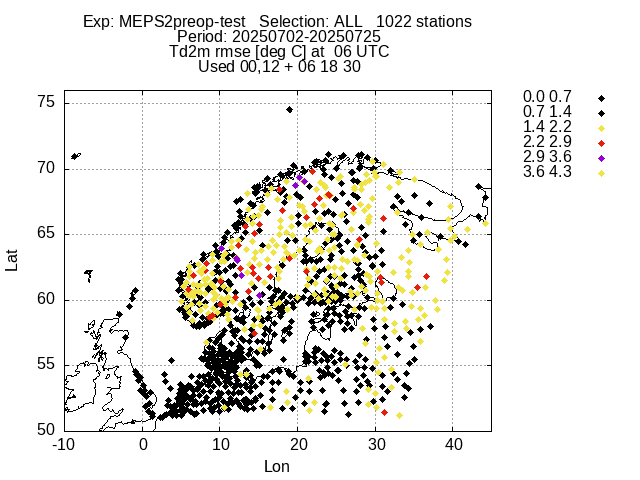 Exp: MEPS2preop-test   Selection: ALL   1022 stations
Period: 20250702-20250725
Td2m rmse [deg C] at  06 UTC
Used 00,12 + 06 18 30
0.0 0.7
0.7 1.4
1.4 2.2
2.2 2.9
2.9 3.6
3.6 4.3
75
70
65
60
55
50
Lat
-10 0 10 20 30 40
Lon